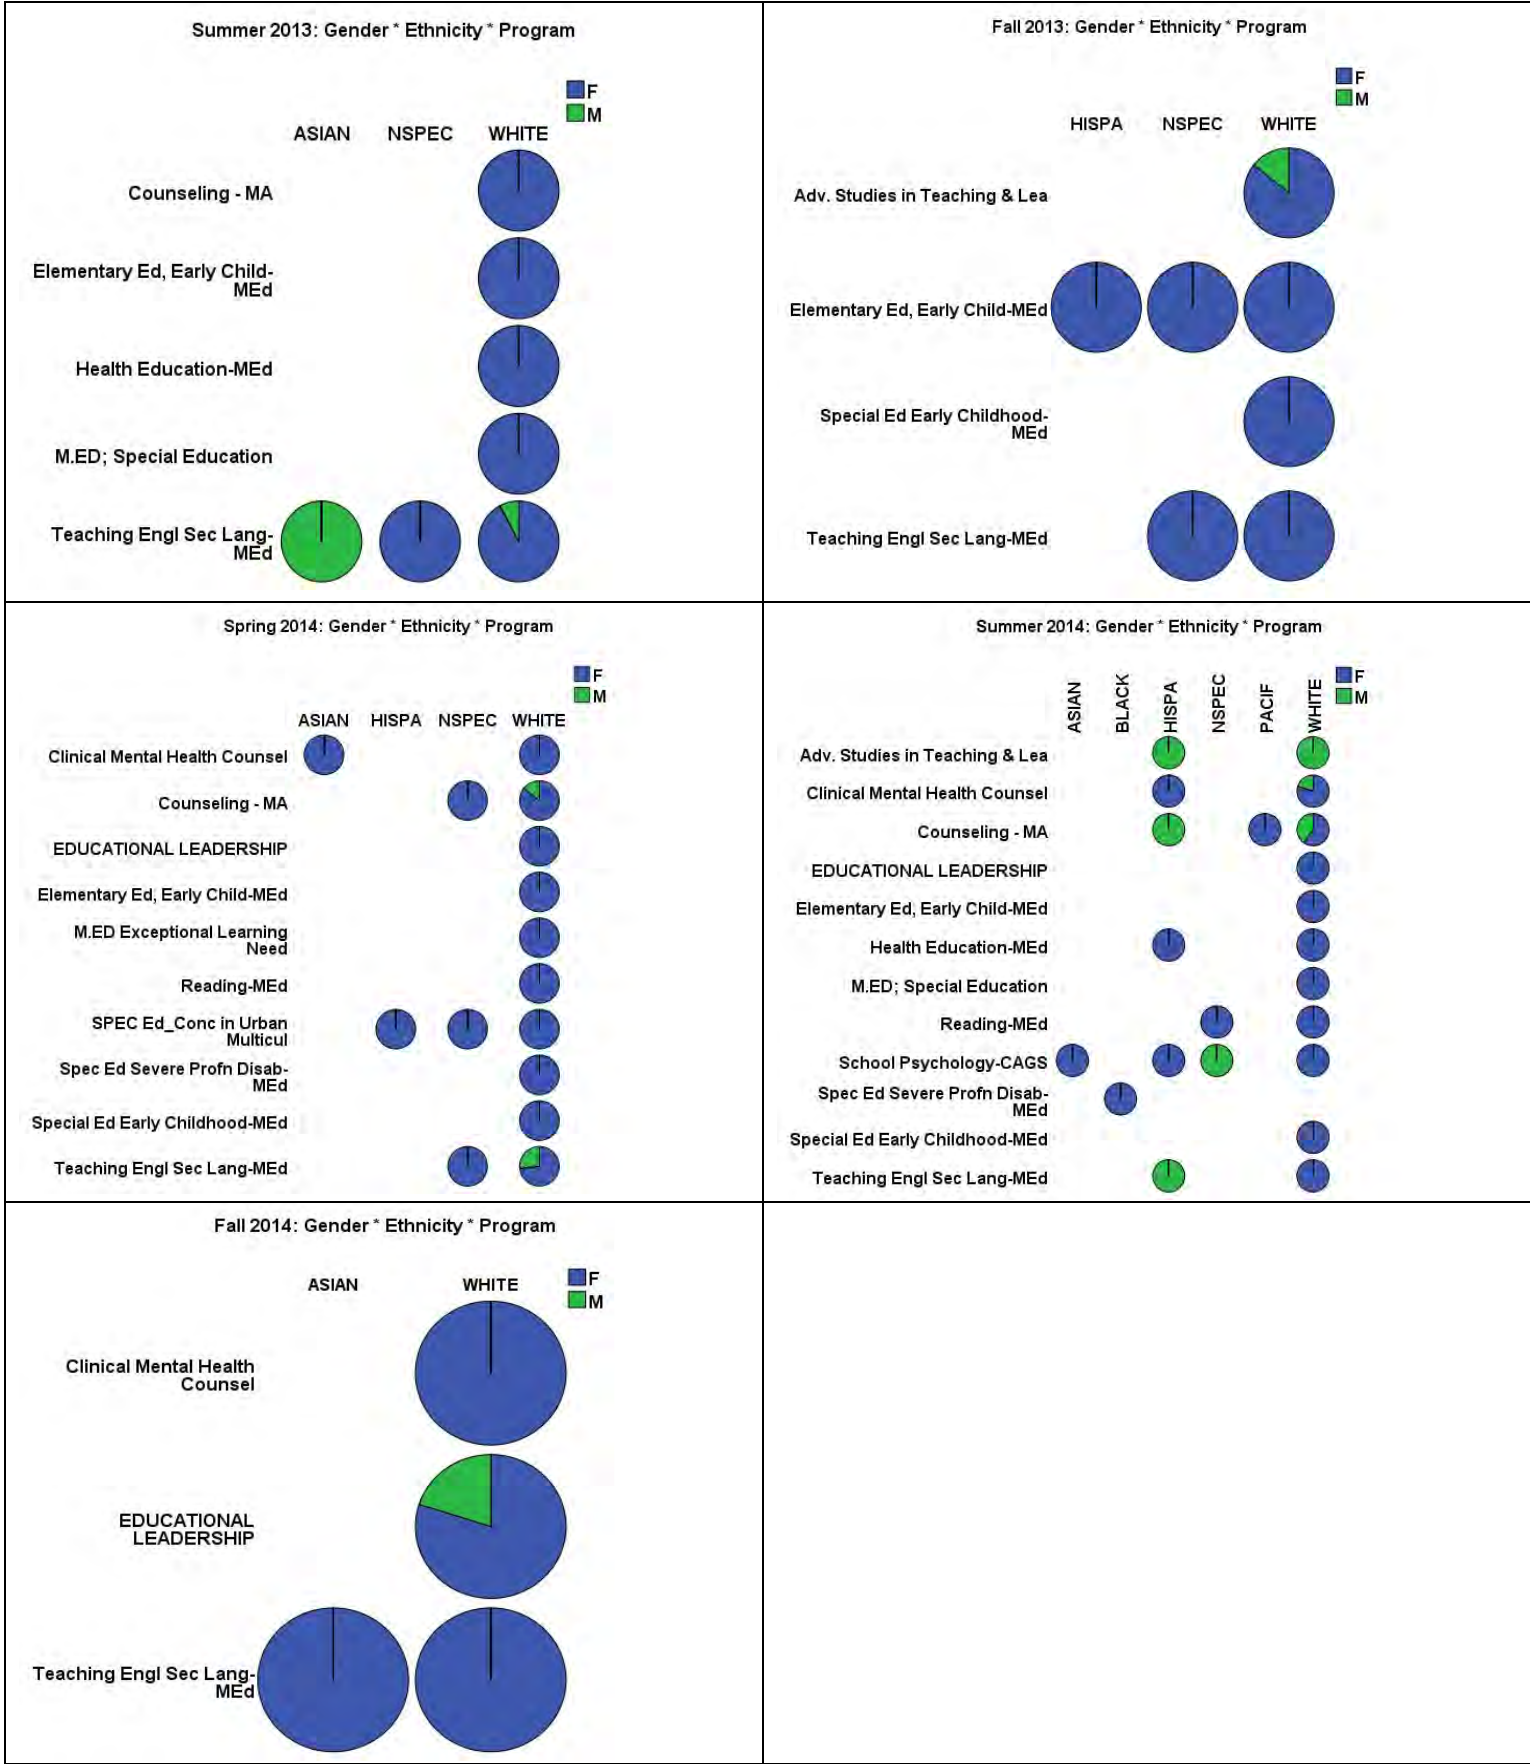 Summer 2013: Gender * Ethnicity * Program
F
M
ASIAN NSPEC WHITE
Counseling - MA
Elementary Ed, Early Child-
MEd
Health Education-MEd
M.ED; Special Education
Teaching Engl Sec Lang-
MEd
Fall 2013: Gender * Ethnicity * Program
F
M
HISPA NSPEC WHITE
Adv. Studies in Teaching & Lea
Elementary Ed, Early Child-MEd
Special Ed Early Childhood-
MEd
Teaching Engl Sec Lang-MEd
Spring 2014: Gender * Ethnicity * Program
F
M
ASIAN HISPA NSPEC WHITE
Clinical Mental Health Counsel
Counseling - MA
EDUCATIONAL LEADERSHIP
Elementary Ed, Early Child-MEd
M.ED Exceptional Learning
Need
Reading-MEd
SPEC Ed_Conc in Urban
Multicul
Spec Ed Severe Profn Disab-
MEd
Special Ed Early Childhood-MEd
Teaching Engl Sec Lang-MEd
Summer 2014: Gender * Ethnicity * Program
F
M
ASIAN BLACK HISPA NSPEC PACIF WHITE
Adv. Studies in Teaching & Lea
Clinical Mental Health Counsel
Counseling - MA
EDUCATIONAL LEADERSHIP
Elementary Ed, Early Child-MEd
Health Education-MEd
M.ED; Special Education
Reading-MEd
School Psychology-CAGS
Spec Ed Severe Profn Disab-
MEd
Special Ed Early Childhood-MEd
Teaching Engl Sec Lang-MEd
Fall 2014: Gender * Ethnicity * Program
F
M
ASIAN WHITE
Clinical Mental Health
Counsel
EDUCATIONAL
LEADERSHIP
Teaching Engl Sec Lang-
MEd